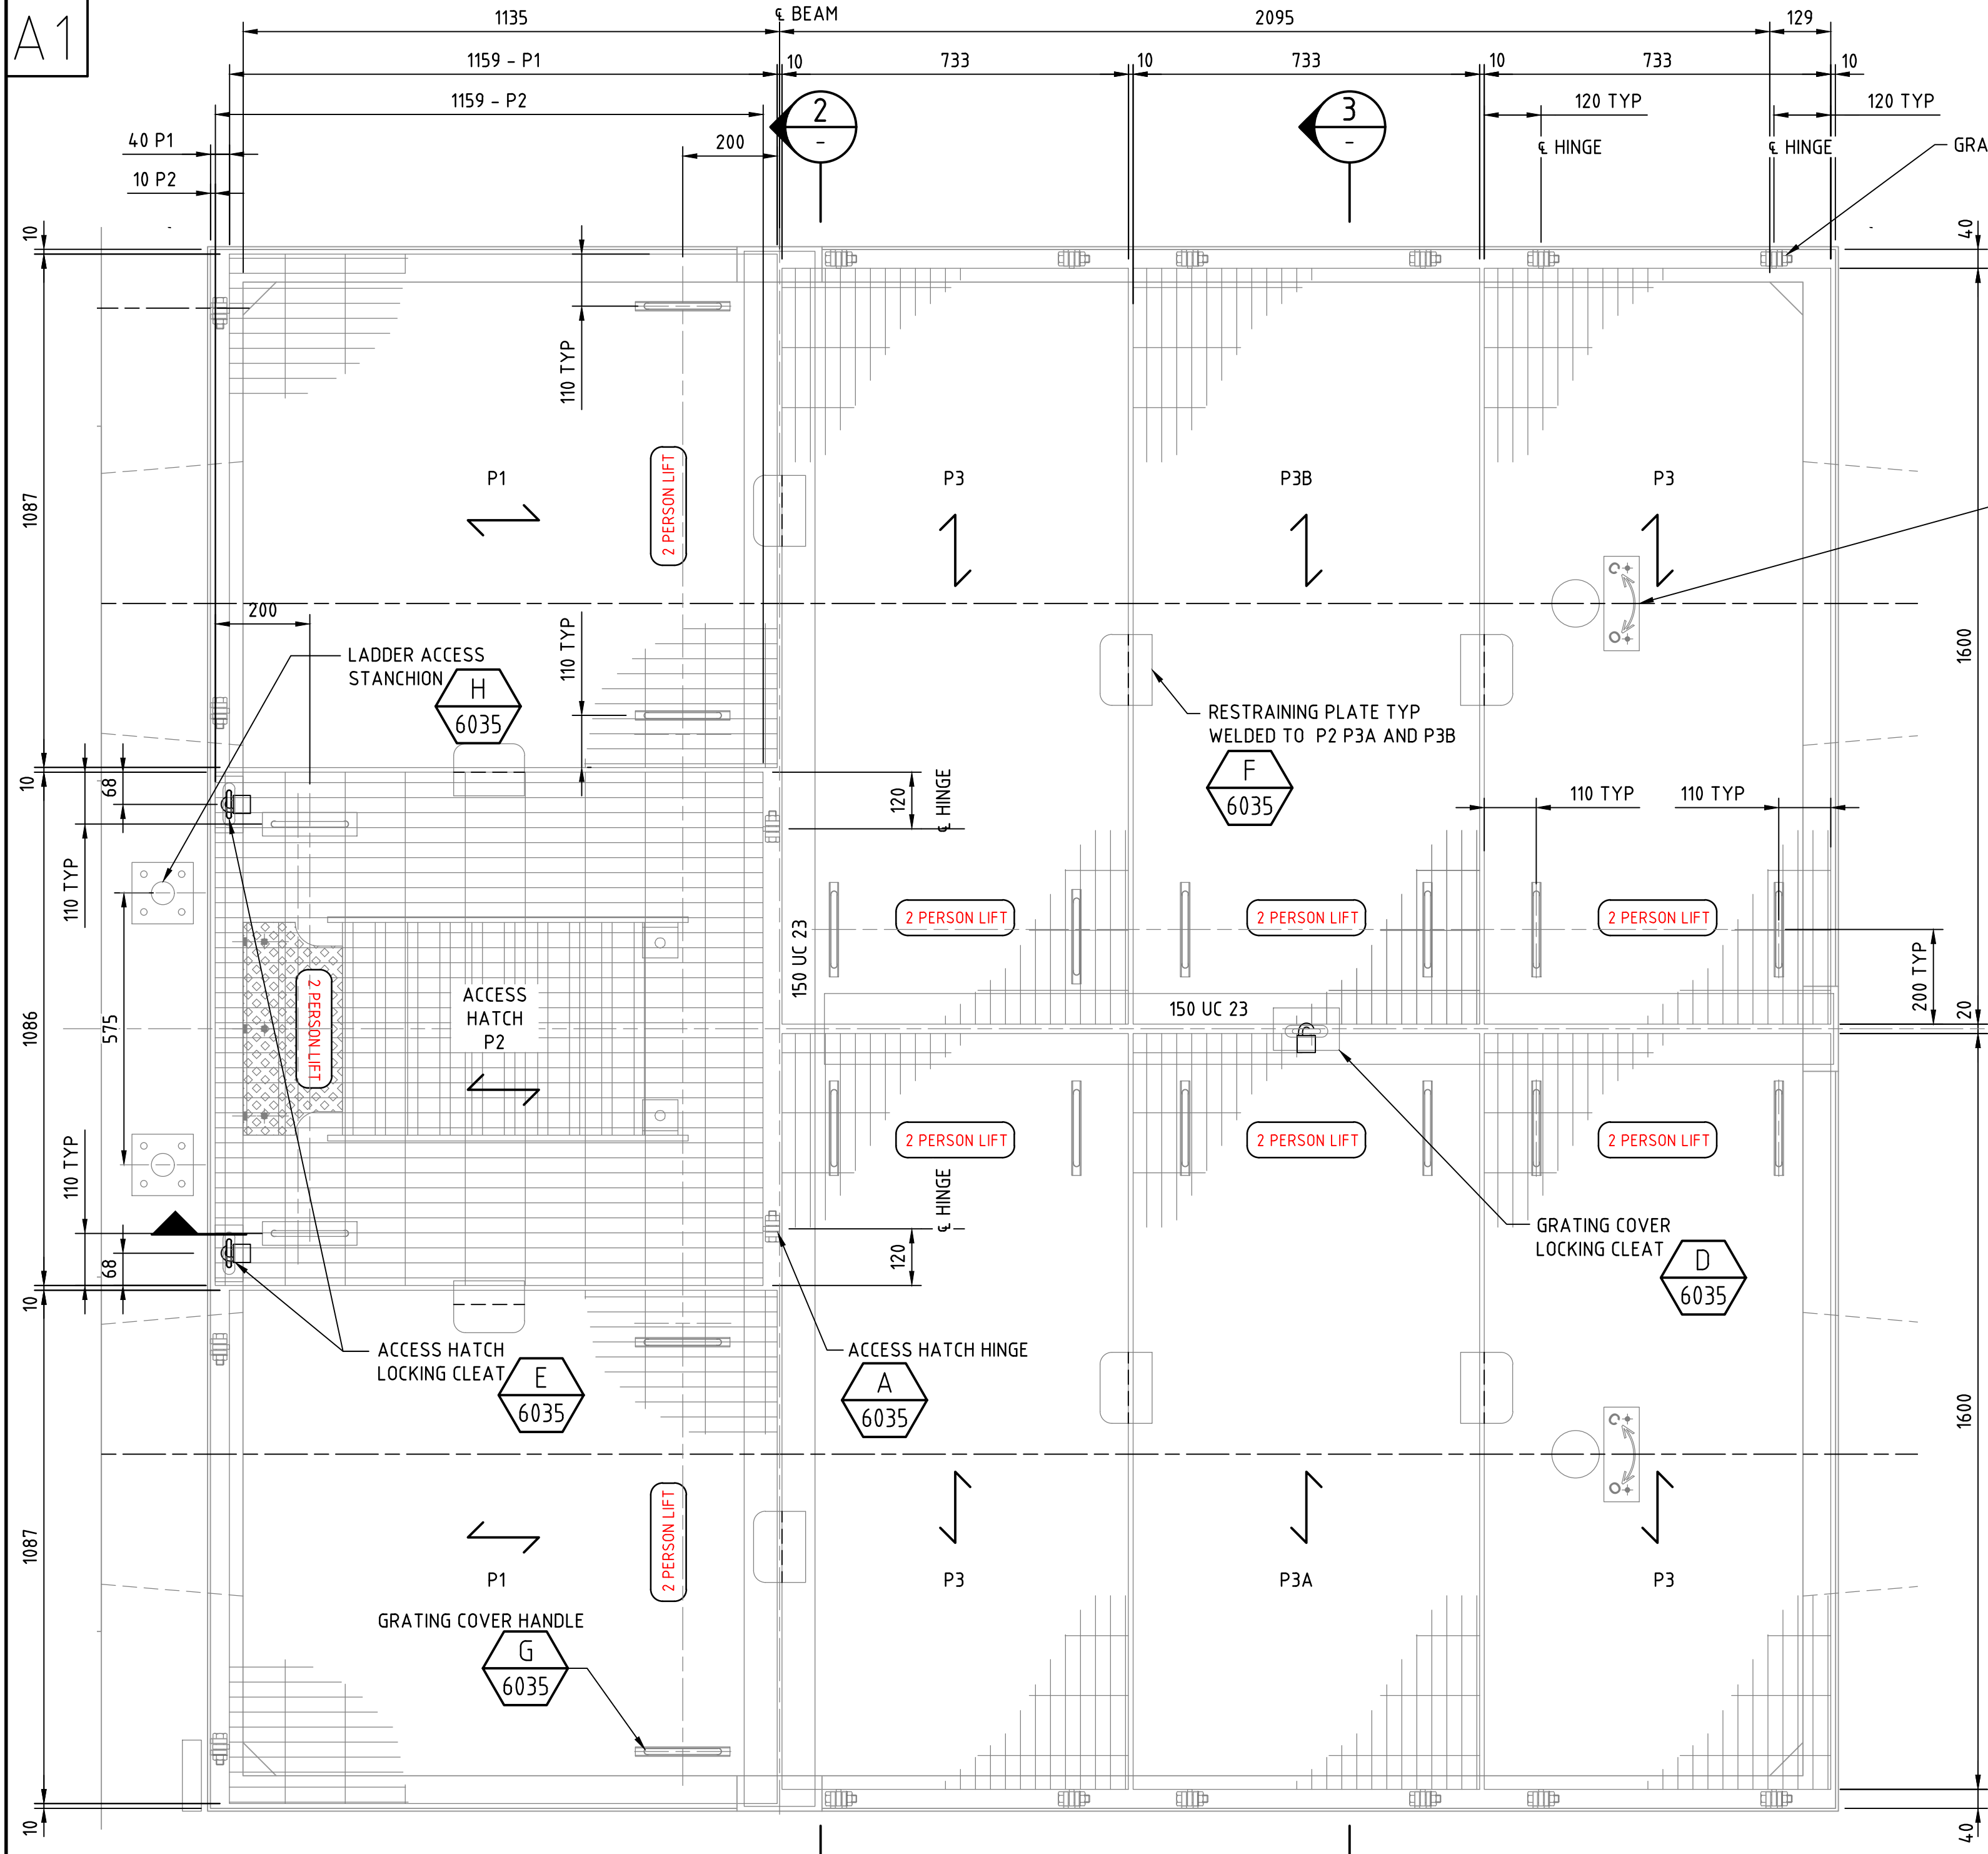 A1
1135
℄ BEAM
2095
129
1159 - P1
10
733
10
733
10
733
10
1159 - P2
2
-
3
-
120 TYP
120 TYP
40 P1
200
℄ HINGE
℄ HINGE
GRA
10 P2
10
40
110 TYP
2 PERSON LIFT
P1
P3
P3B
P3
1087
200
110 TYP
1600
LADDER ACCESS
STANCHION
H
6035
RESTRAINING PLATE TYP
WELDED TO P2 P3A AND P3B
F
6035
10
68
120
℄ HINGE
110 TYP
110 TYP
110 TYP
2 PERSON LIFT
2 PERSON LIFT
2 PERSON LIFT
150 UC 23
200 TYP
2 PERSON LIFT
ACCESS
HATCH
P2
150 UC 23
1086
575
20
2 PERSON LIFT
2 PERSON LIFT
2 PERSON LIFT
110 TYP
℄ HINGE
120
68
GRATING COVER
LOCKING CLEAT
D
6035
10
ACCESS HATCH
LOCKING CLEAT
E
6035
ACCESS HATCH HINGE
A
6035
1600
1087
2 PERSON LIFT
P1
P3
P3A
P3
GRATING COVER HANDLE
G
6035
10
40